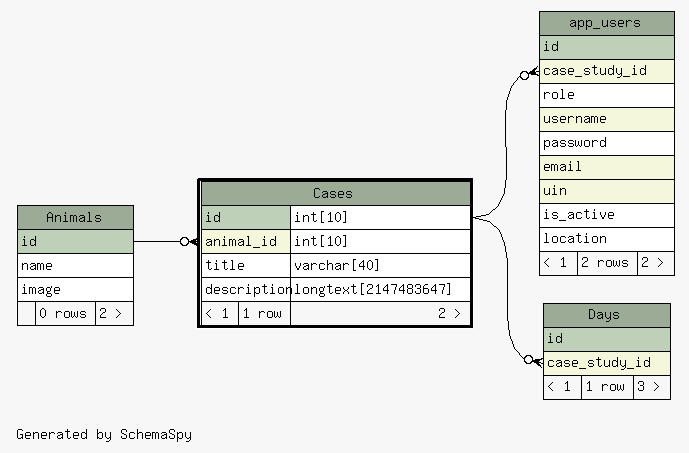 app_users
id
case_study_id
role
username
password
email
uin
is_active
location
< 1 2 rows 2 >
Cases
id int[10]
animal_id int[10]
title varchar[40]
description longtext[2147483647]
< 1 1 row 2 >
Animals
id
name
image
0 rows 2 >
Days
id
case_study_id
< 1 1 row 3 >
Generated by SchemaSpy